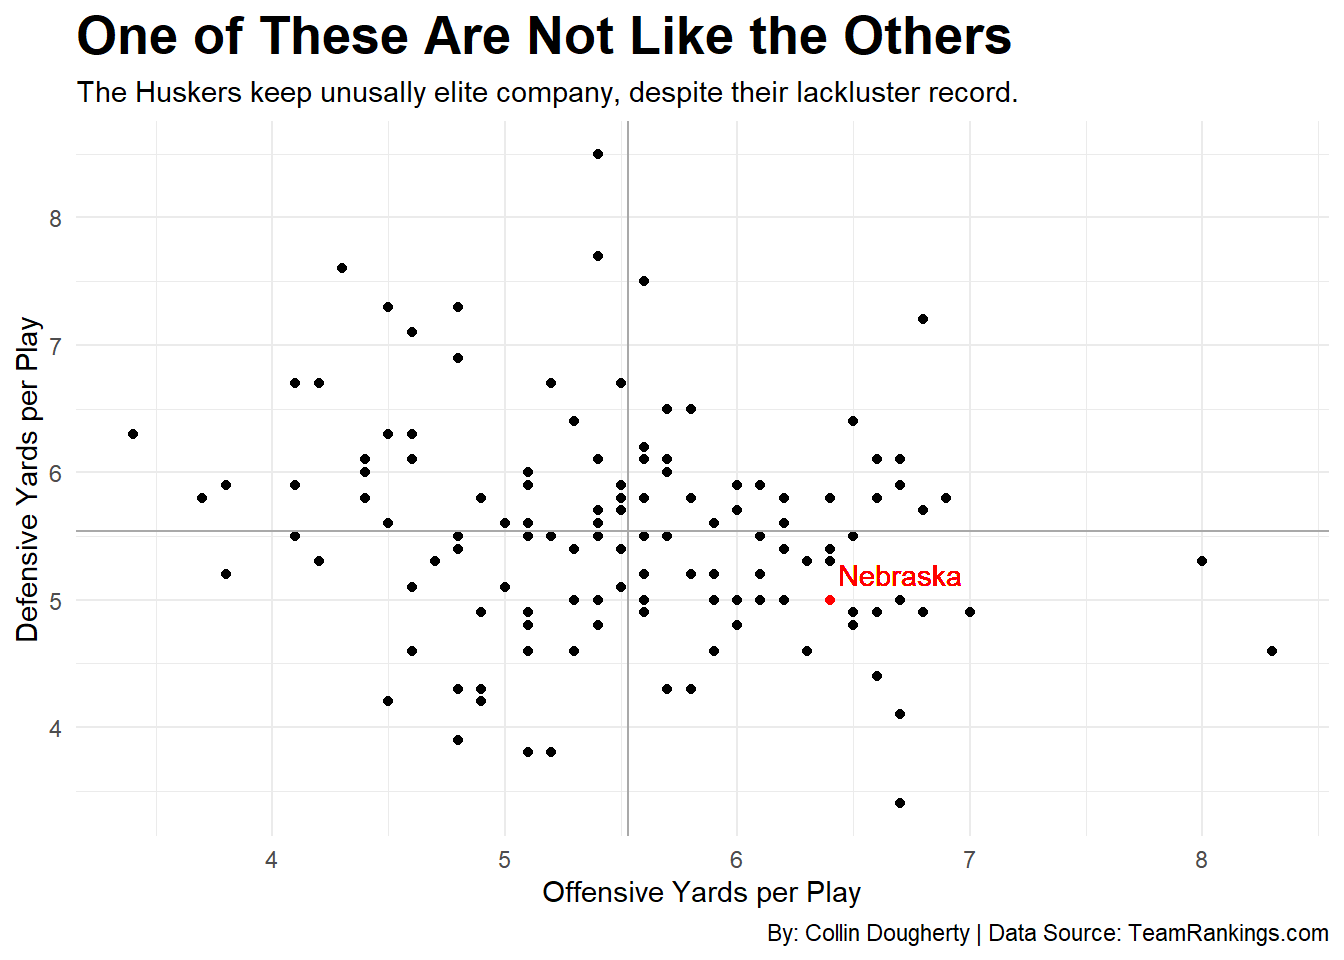 One of These Are Not Like the Others
The Huskers keep unusally elite company, despite their lackluster record.
8
7
6
5
4
Defensive Yards per Play
Nebraska
4 5 6 7 8
Offensive Yards per Play
By: Collin Dougherty | Data Source: TeamRankings.com